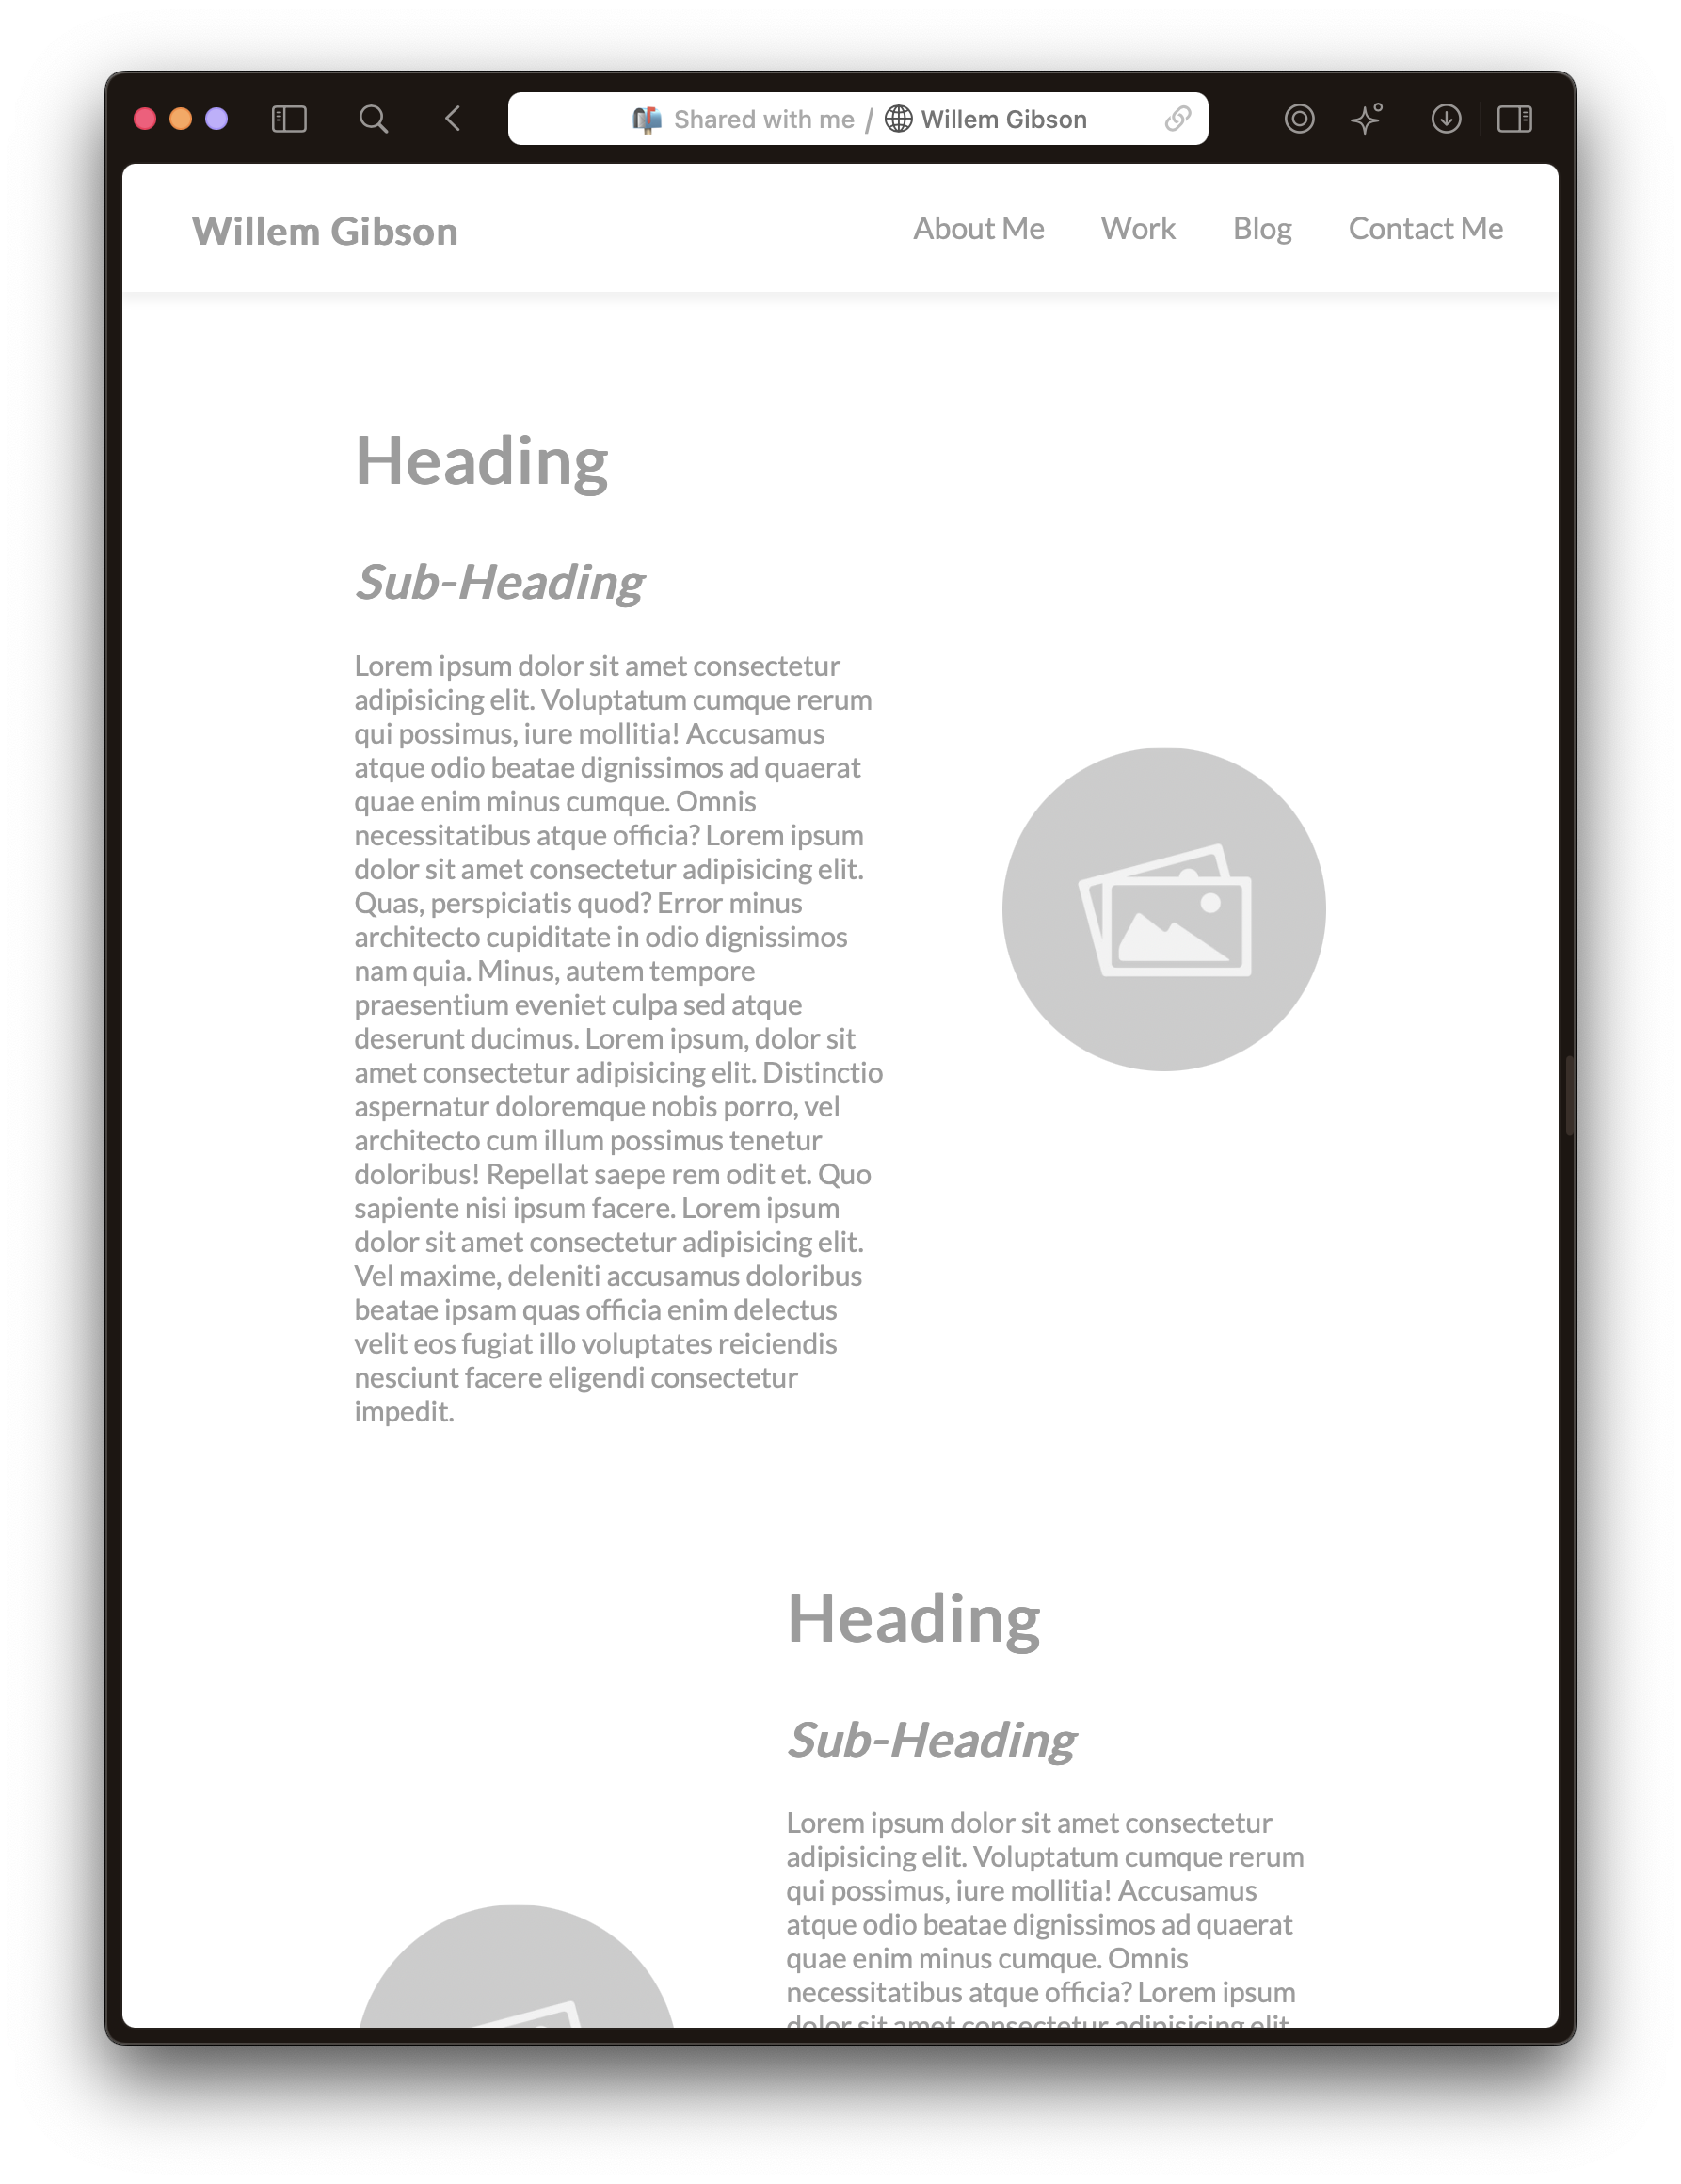 Shared with me / Willem Gibson
Willem Gibson
About Me Work Blog Contact Me
Heading
Sub-Heading
Lorem ipsum dolor sit amet consectetur
adipisicing elit. Voluptatum cumque rerum
qui possimus, iure mollitia! Accusamus
atque odio beatae dignissimos ad quaerat
quae enim minus cumque. Omnis
necessitatibus atque officia? Lorem ipsum
dolor sit amet consectetur adipisicing elit.
Quas, perspiciatis quod? Error minus
architecto cupiditate in odio dignissimos
nam quia. Minus, autem tempore
praesentium eveniet culpa sed atque
deserunt ducimus. Lorem ipsum, dolor sit
amet consectetur adipisicing elit. Distinctio
aspernatur doloremque nobis porro, vel
architecto cum illum possimus tenetur
doloribus! Repellat saepe rem odit et. Quo
sapiente nisi ipsum facere. Lorem ipsum
dolor sit amet consectetur adipisicing elit.
Vel maxime, deleniti accusamus doloribus
beatae ipsam quas officia enim delectus
velit eos fugiat illo voluptates reiciendis
nesciunt facere eligendi consectetur
impedit.
Heading
Sub-Heading
Lorem ipsum dolor sit amet consectetur
adipisicing elit. Voluptatum cumque rerum
qui possimus, iure mollitia! Accusamus
atque odio beatae dignissimos ad quaerat
quae enim minus cumque. Omnis
necessitatibus atque officia? Lorem ipsum
dolor sit amet consectetur adipisicing elit.